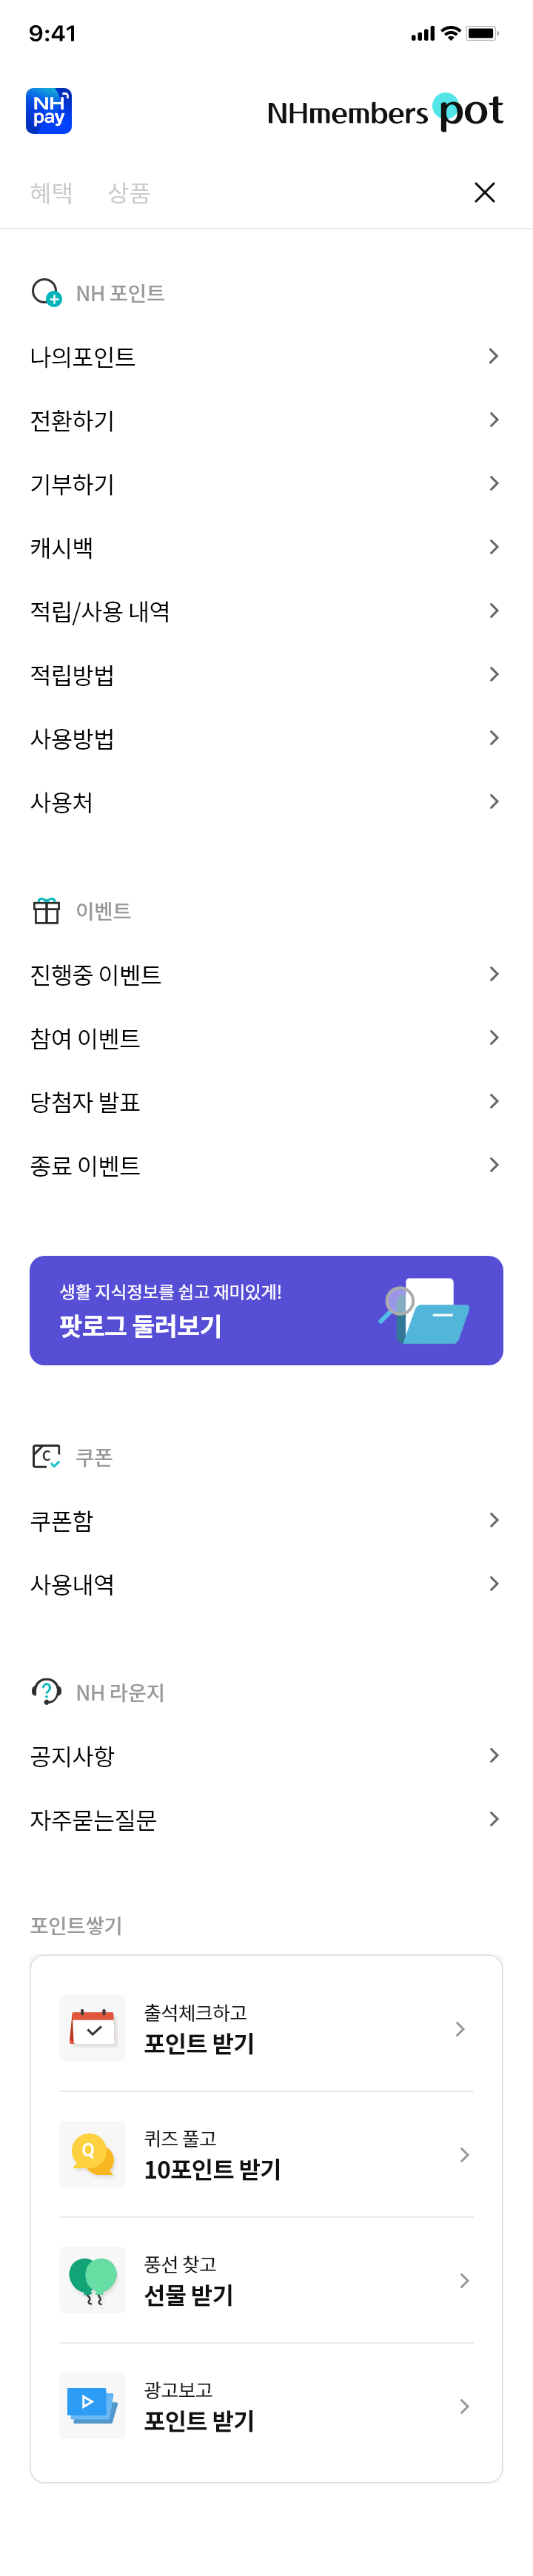 9:41
NH
pay
NHmembers pot
혜택 상품
NH 포인트
나의포인트
전환하기
기부하기
캐시백
적립/사용 내역
적립방법
사용방법
사용처
이벤트
진행중 이벤트
참여 이벤트
당첨자 발표
종료 이벤트
생활 지식정보를 쉽고 재미있게!
팟로그 둘러보기
C 쿠폰
쿠폰함
사용내역
? NH 라운지
공지사항
자주묻는질문
포인트쌓기
출석체크하고
포인트 받기
Q
퀴즈 풀고
10포인트 받기
풍선 찾고
선물 받기
광고보고
포인트 받기